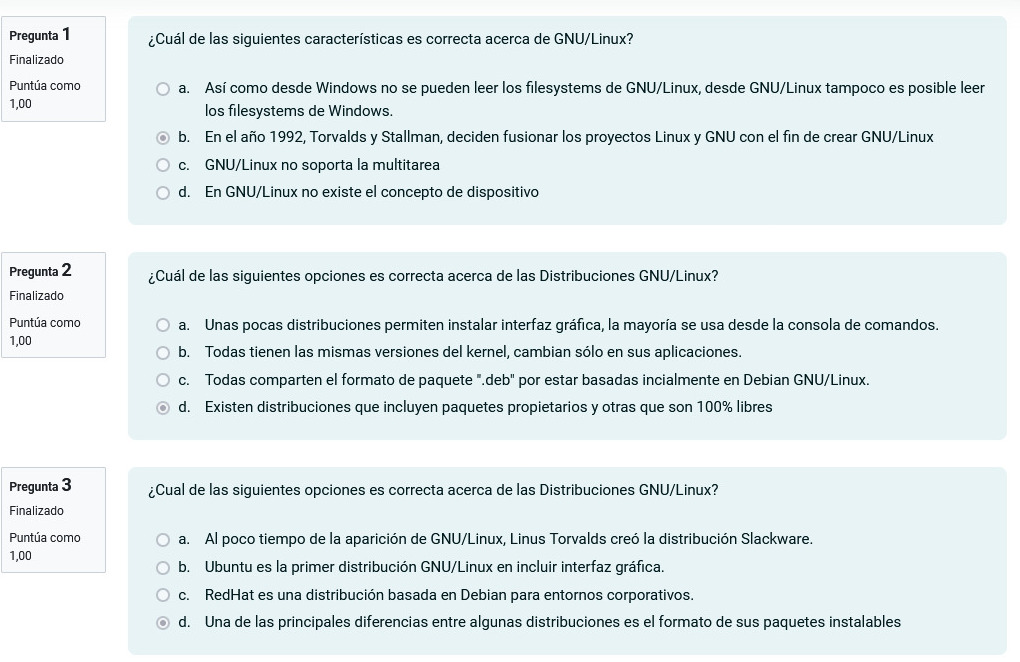 Pregunta 1
Finalizado
Puntúa como
1,00
¿Cuál de las siguientes características es correcta acerca de GNU/Linux?
a. Así como desde Windows no se pueden leer los filesystems de GNU/Linux, desde GNU/Linux tampoco es posible leer
los filesystems de Windows.
b. En el año 1992, Torvalds y Stallman, deciden fusionar los proyectos Linux y GNU con el fin de crear GNU/Linux
c. GNU/Linux no soporta la multitarea
d. En GNU/Linux no existe el concepto de dispositivo
Pregunta 2
Finalizado
Puntúa como
1,00
¿Cuál de las siguientes opciones es correcta acerca de las Distribuciones GNU/Linux?
a. Unas pocas distribuciones permiten instalar interfaz gráfica, la mayoría se usa desde la consola de comandos.
b. Todas tienen las mismas versiones del kernel, cambian sólo en sus aplicaciones.
c. Todas comparten el formato de paquete ".deb" por estar basadas incialmente en Debian GNU/Linux.
d. Existen distribuciones que incluyen paquetes propietarios y otras que son 100% libres
Pregunta 3
Finalizado
Puntúa como
1,00
¿Cual de las siguientes opciones es correcta acerca de las Distribuciones GNU/Linux?
a. Al poco tiempo de la aparición de GNU/Linux, Linus Torvalds creó la distribución Slackware.
b. Ubuntu es la primer distribución GNU/Linux en incluir interfaz gráfica.
c. RedHat es una distribución basada en Debian para entornos corporativos.
d. Una de las principales diferencias entre algunas distribuciones es el formato de sus paquetes instalables